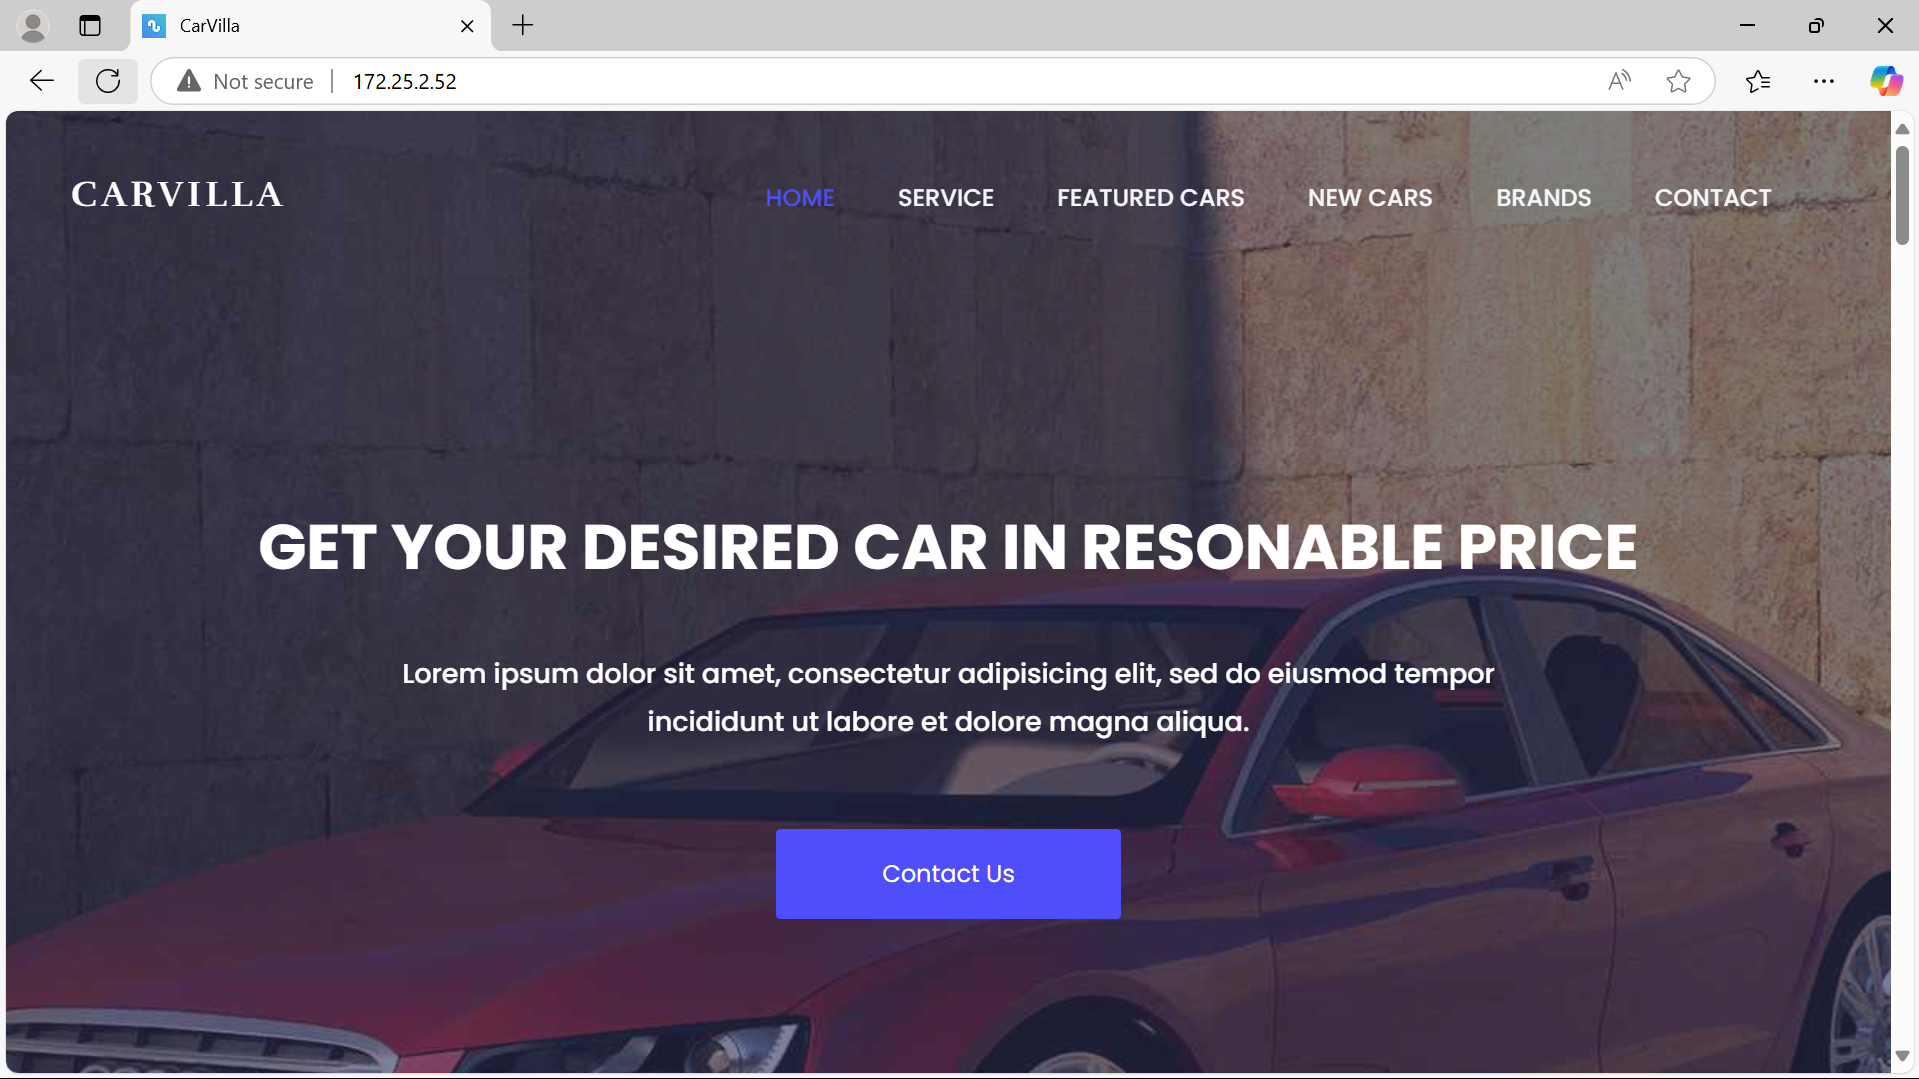 CarVilla
Not secure
172.25.2.52
CARVILLA
HOME
SERVICE
FEATURED CARS
NEW CARS
BRANDS
CONTACT
GET YOUR DESIRED CAR IN RESONABLE PRICE
Lorem ipsum dolor sit amet, consectetur adipisicing elit, sed do eiusmod tempor
incididunt ut labore et dolore magna aliqua.
Contact Us